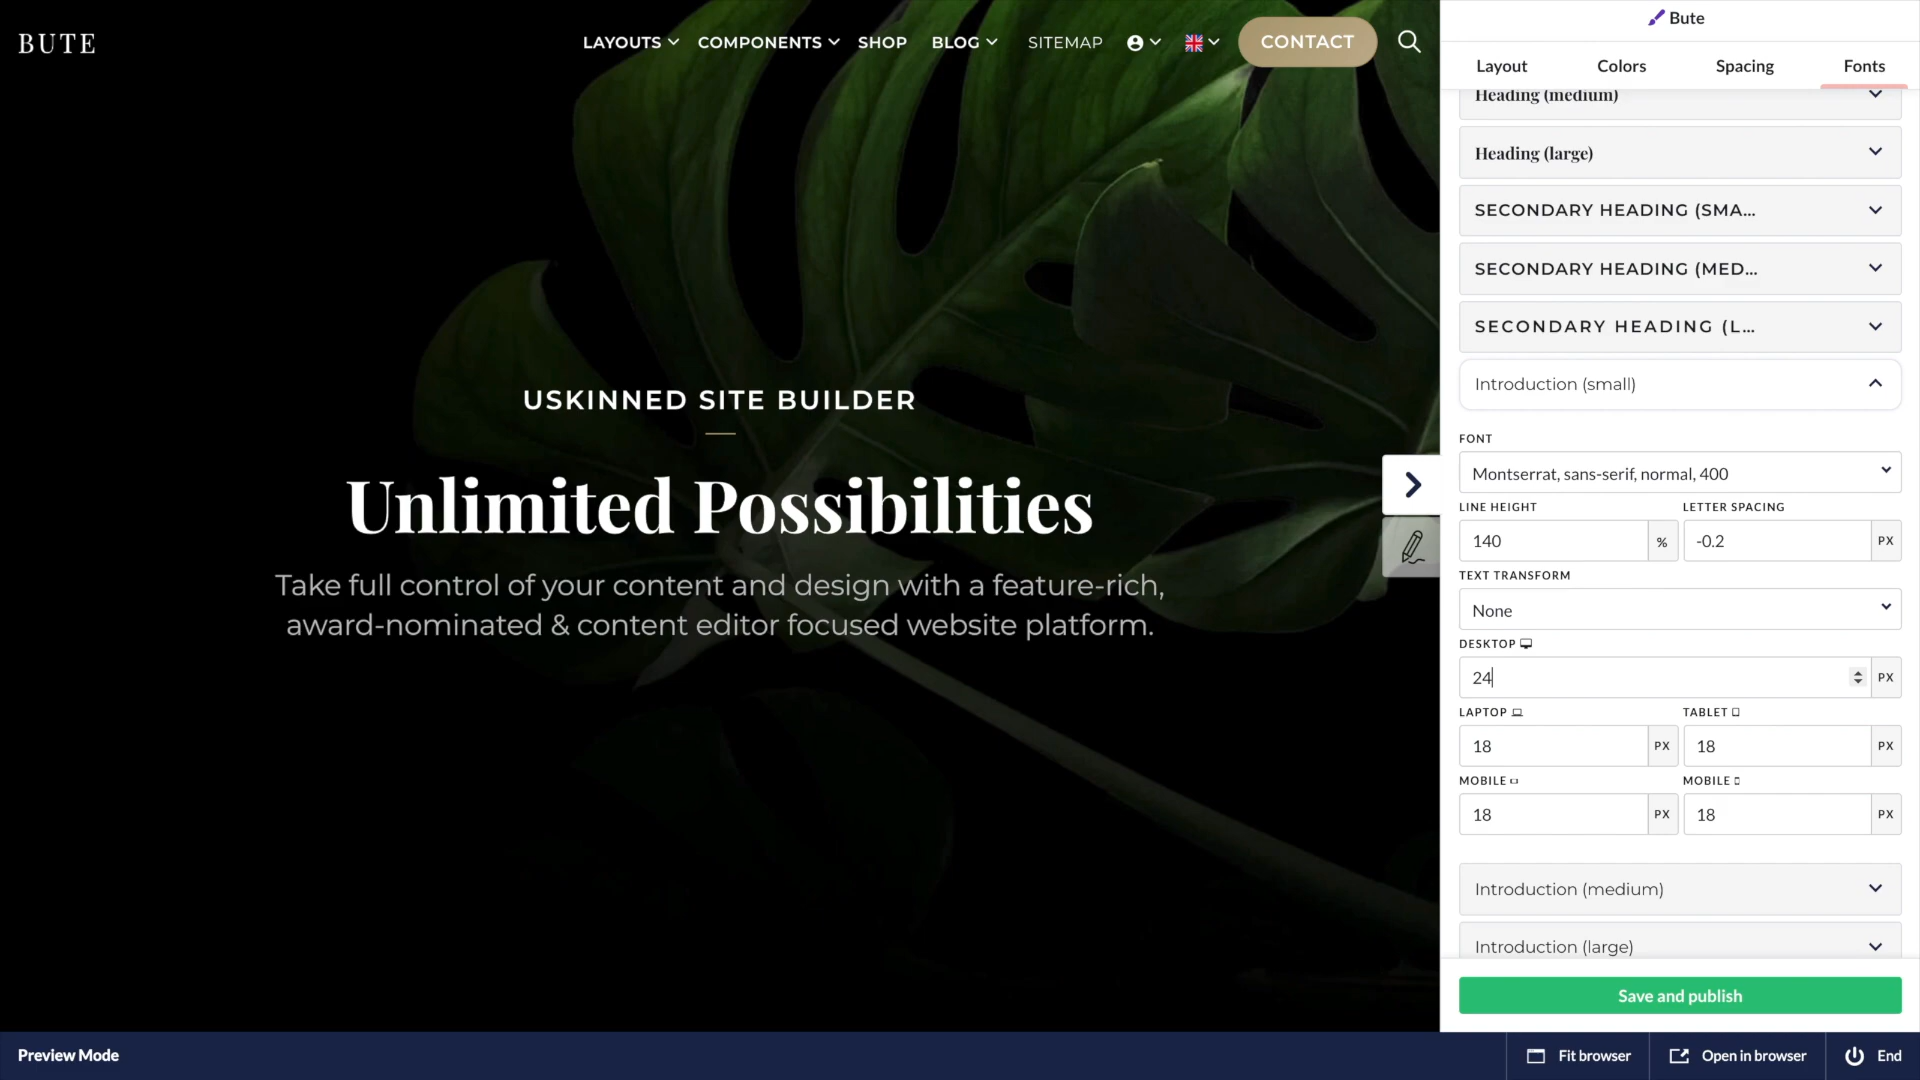 BUTE
LAYOUTS COMPONENTS SHOP BLOG SITEMAP CONTACT
USKINNED SITE BUILDER
Unlimited Possibilities
Take full control of your content and design with a feature-rich,
award-nominated & content editor focused website platform.
Bute
Layout Colors Spacing Fonts
Heading (medium)
Heading (large)
SECONDARY HEADING (SMA...
SECONDARY HEADING (MED...
SECONDARY HEADING (L...
Introduction (small)
FONT
Montserrat, sans-serif, normal, 400
LINE HEIGHT LETTER SPACING
140 % -0.2 PX
TEXT TRANSFORM
None
DESKTOP
24 PX
LAPTOP TABLET
18 PX 18 PX
MOBILE MOBILE
18 PX 18 PX
Introduction (medium)
Introduction (large)
Save and publish
Preview Mode Fit browser Open in browser End